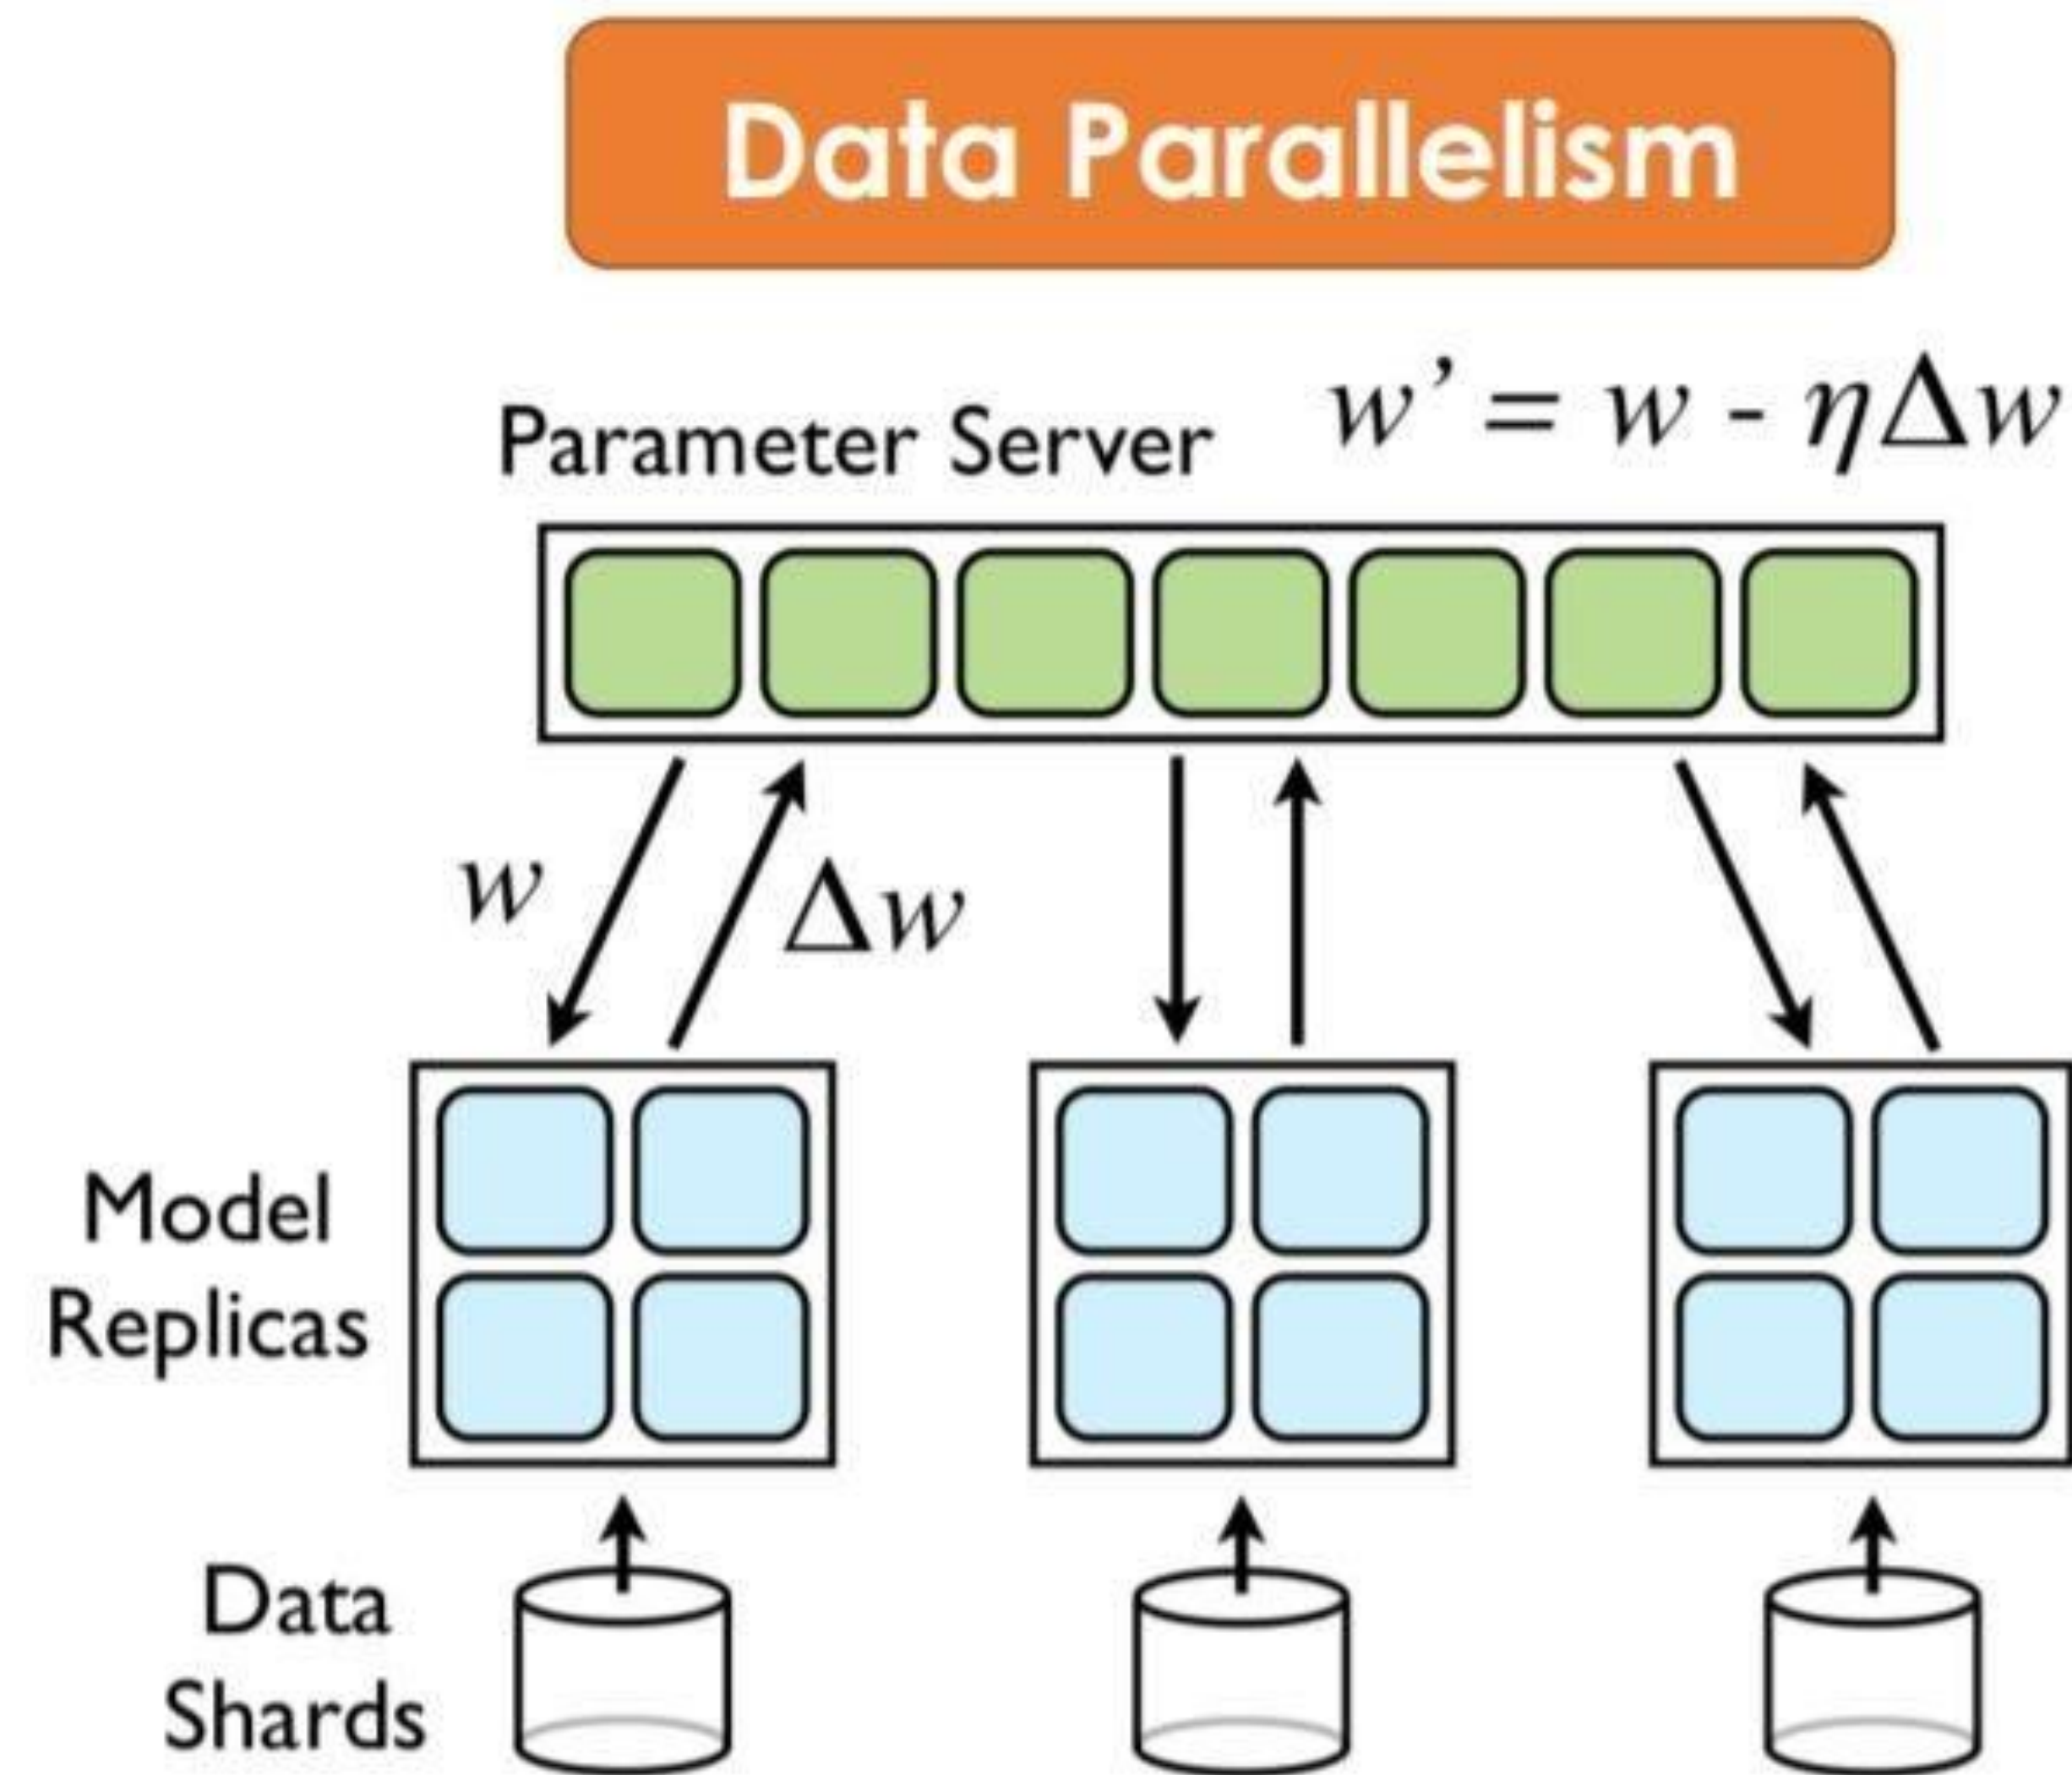 Data Parallelism
Parameter Server w’ = w - ηΔw
w
Δw
Model
Replicas
Data
Shards